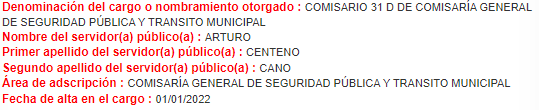 Denominación del cargo o nombramiento otorgado : COMISARIO 31 D DE COMISARÍA GENERAL
DE SEGURIDAD PÚBLICA Y TRANSITO MUNICIPAL
Nombre del servidor(a) público(a) : ARTURO
Primer apellido del servidor(a) público(a) : CENTENO
Segundo apellido del servidor(a) público(a) : CANO
Área de adscripción : COMISARÍA GENERAL DE SEGURIDAD PÚBLICA Y TRANSITO MUNICIPAL
Fecha de alta en el cargo : 01/01/2022